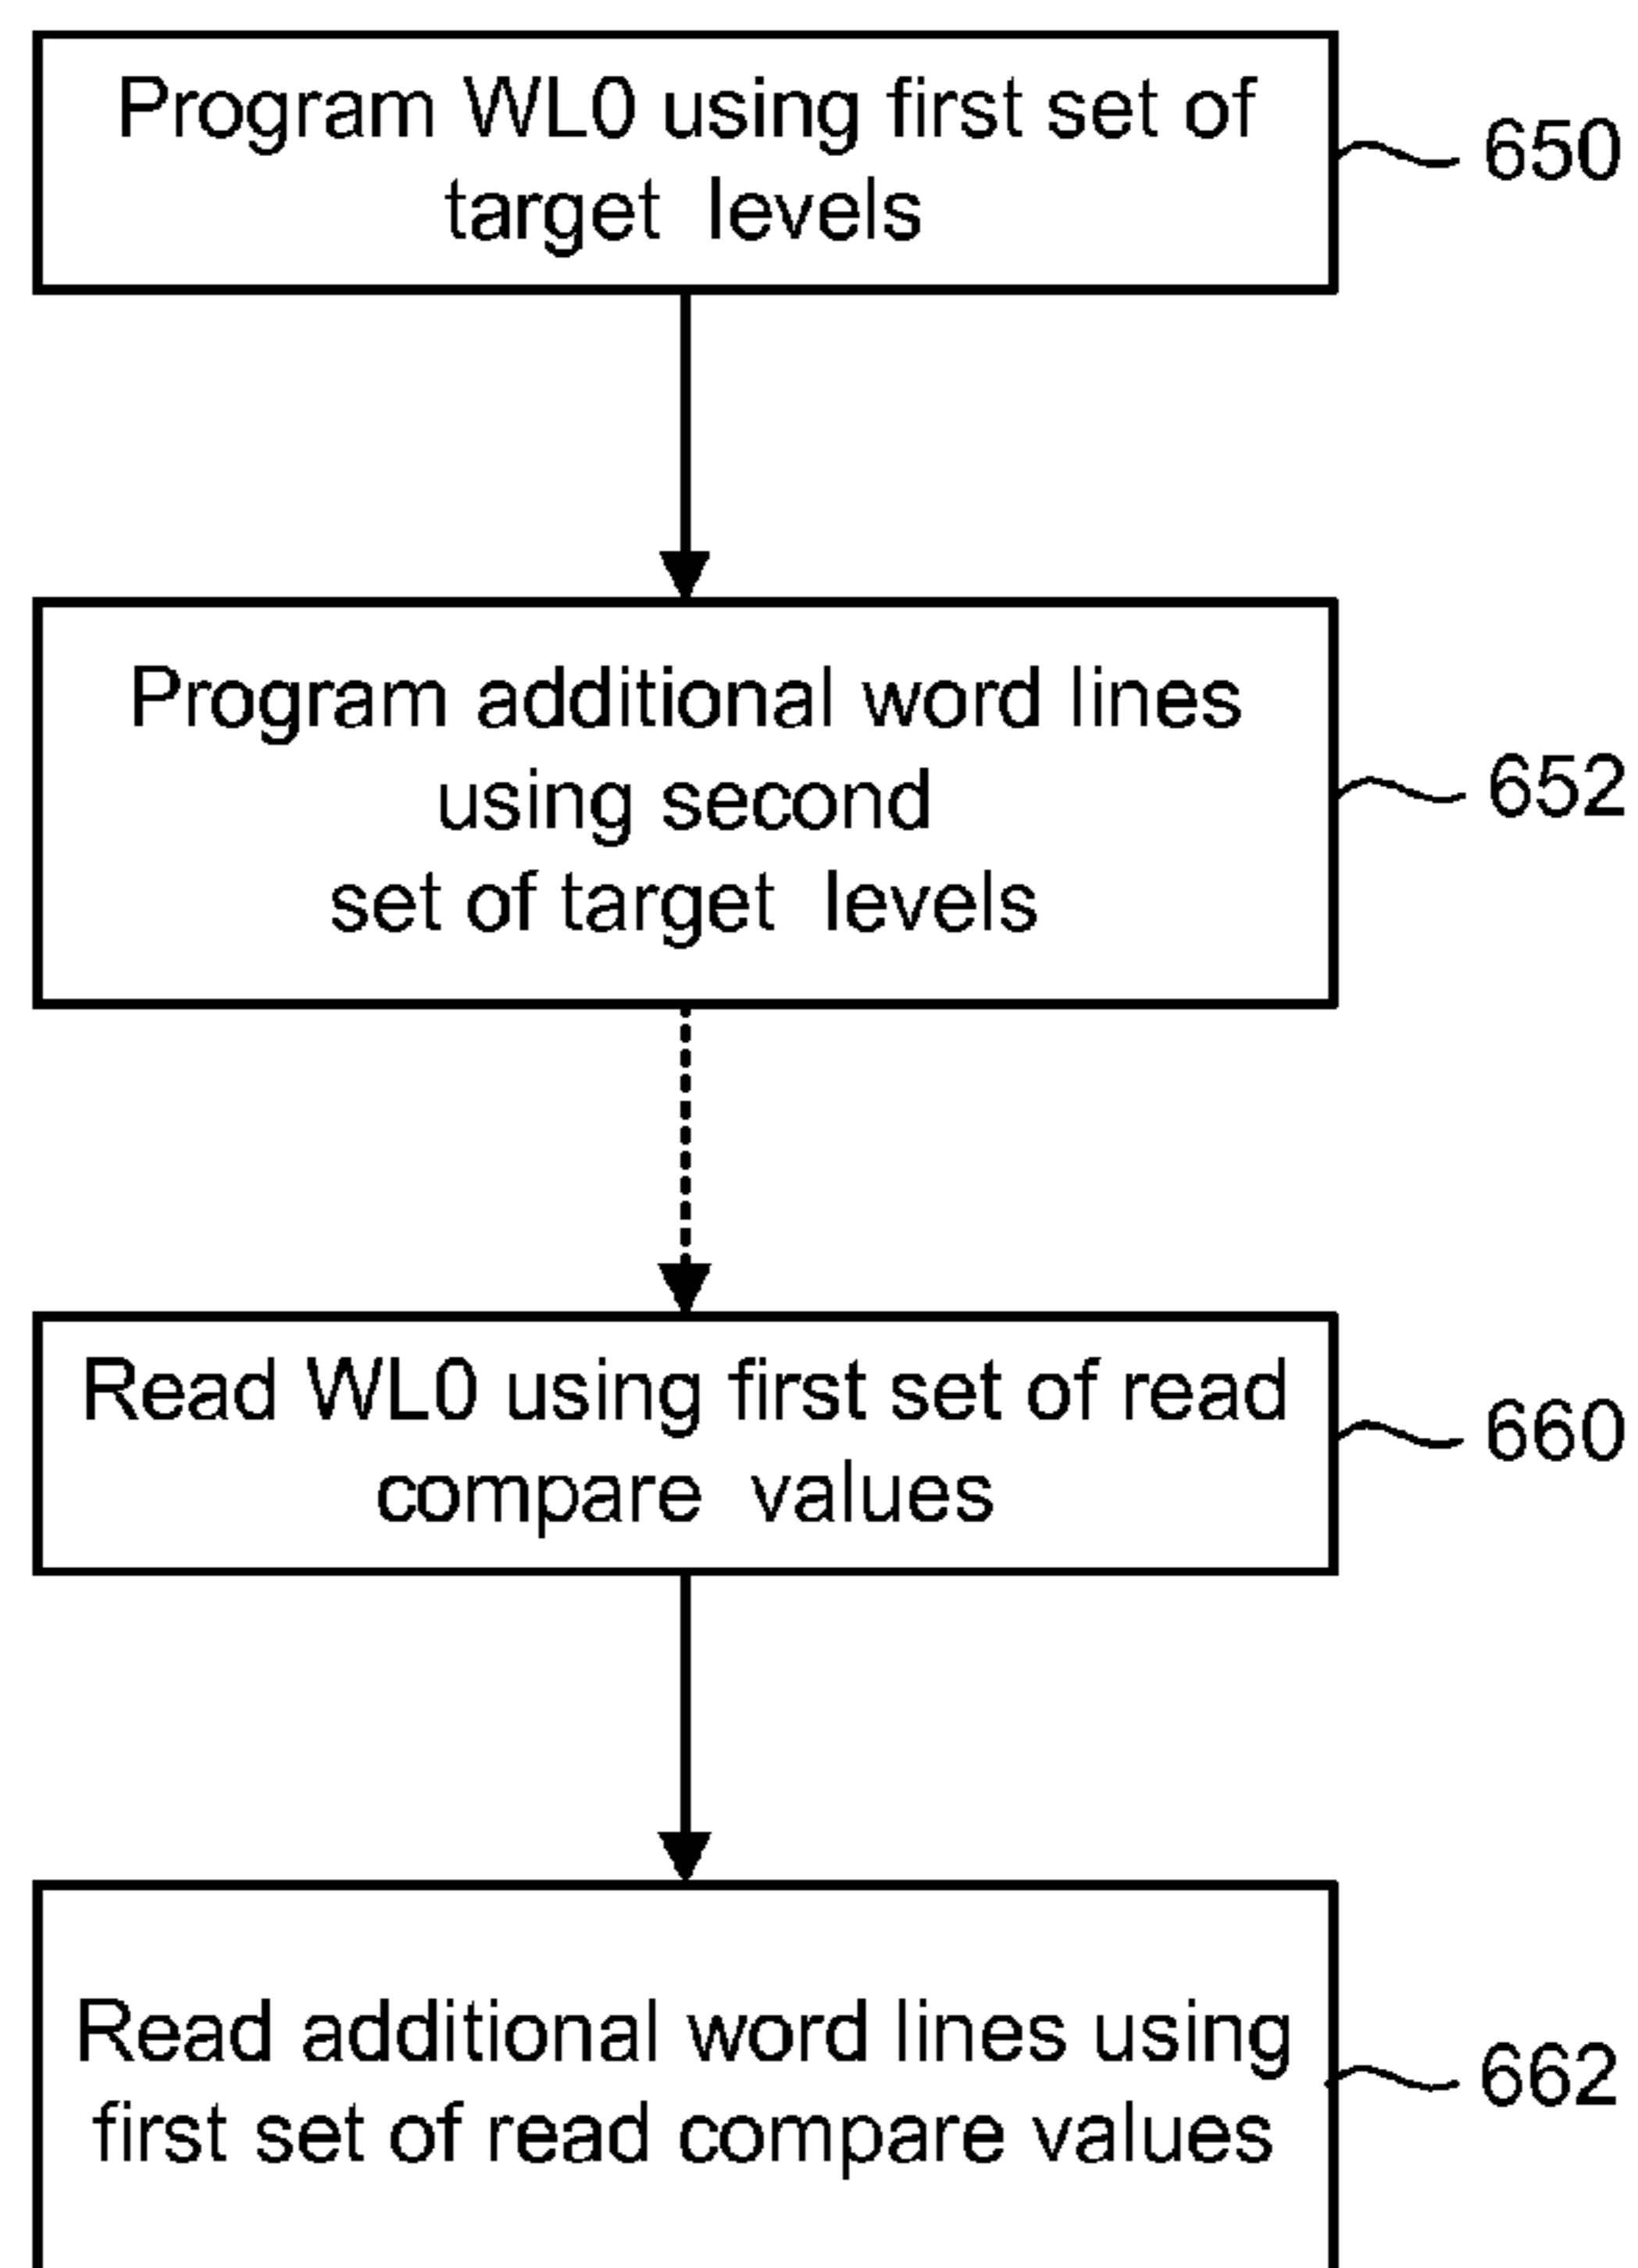 Program WL0 using first set of
target levels
650
Program additional word lines
using second
set of target levels
652
Read WL0 using first set of read
compare values
660
Read additional word lines using
first set of read compare values
662